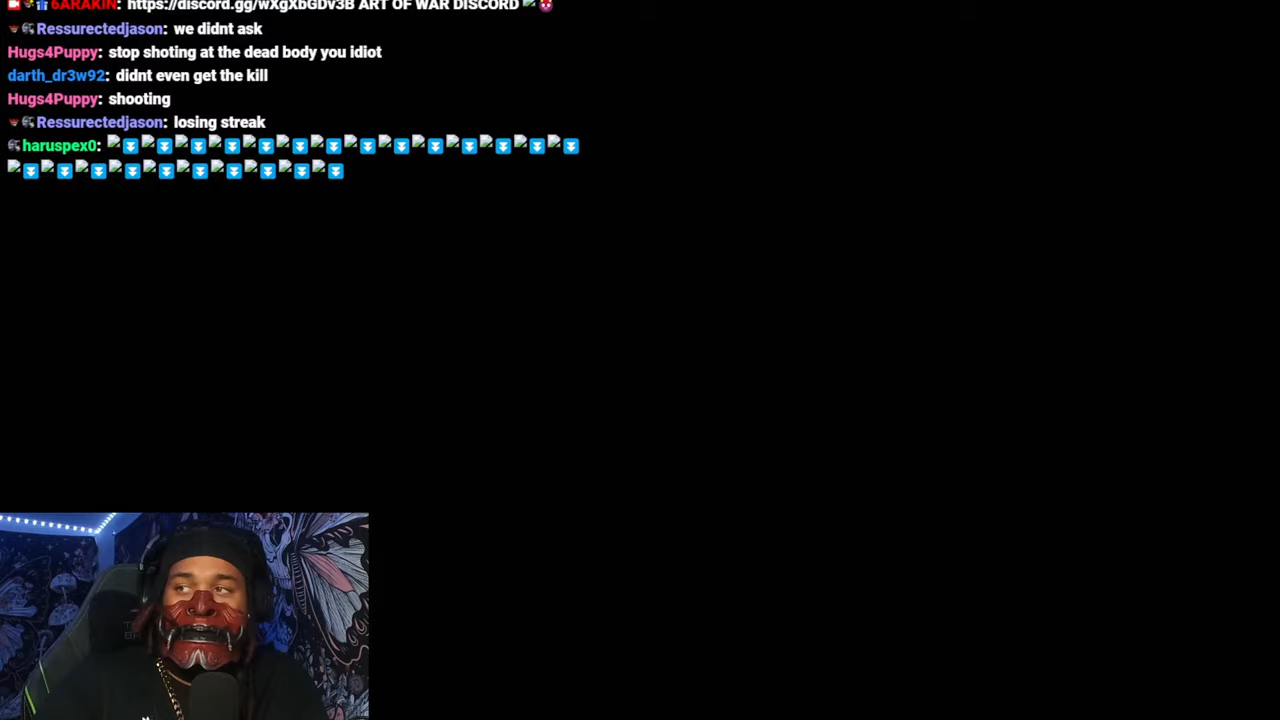 6ARAKIN: https://discord.gg/wXgXbGDv3B ART OF WAR DISCORD
Ressurectedjason: we didnt ask
Hugs4Puppy: stop shoting at the dead body you idiot
darth_dr3w92: didnt even get the kill
Hugs4Puppy: shooting
Ressurectedjason: losing streak
haruspex0: